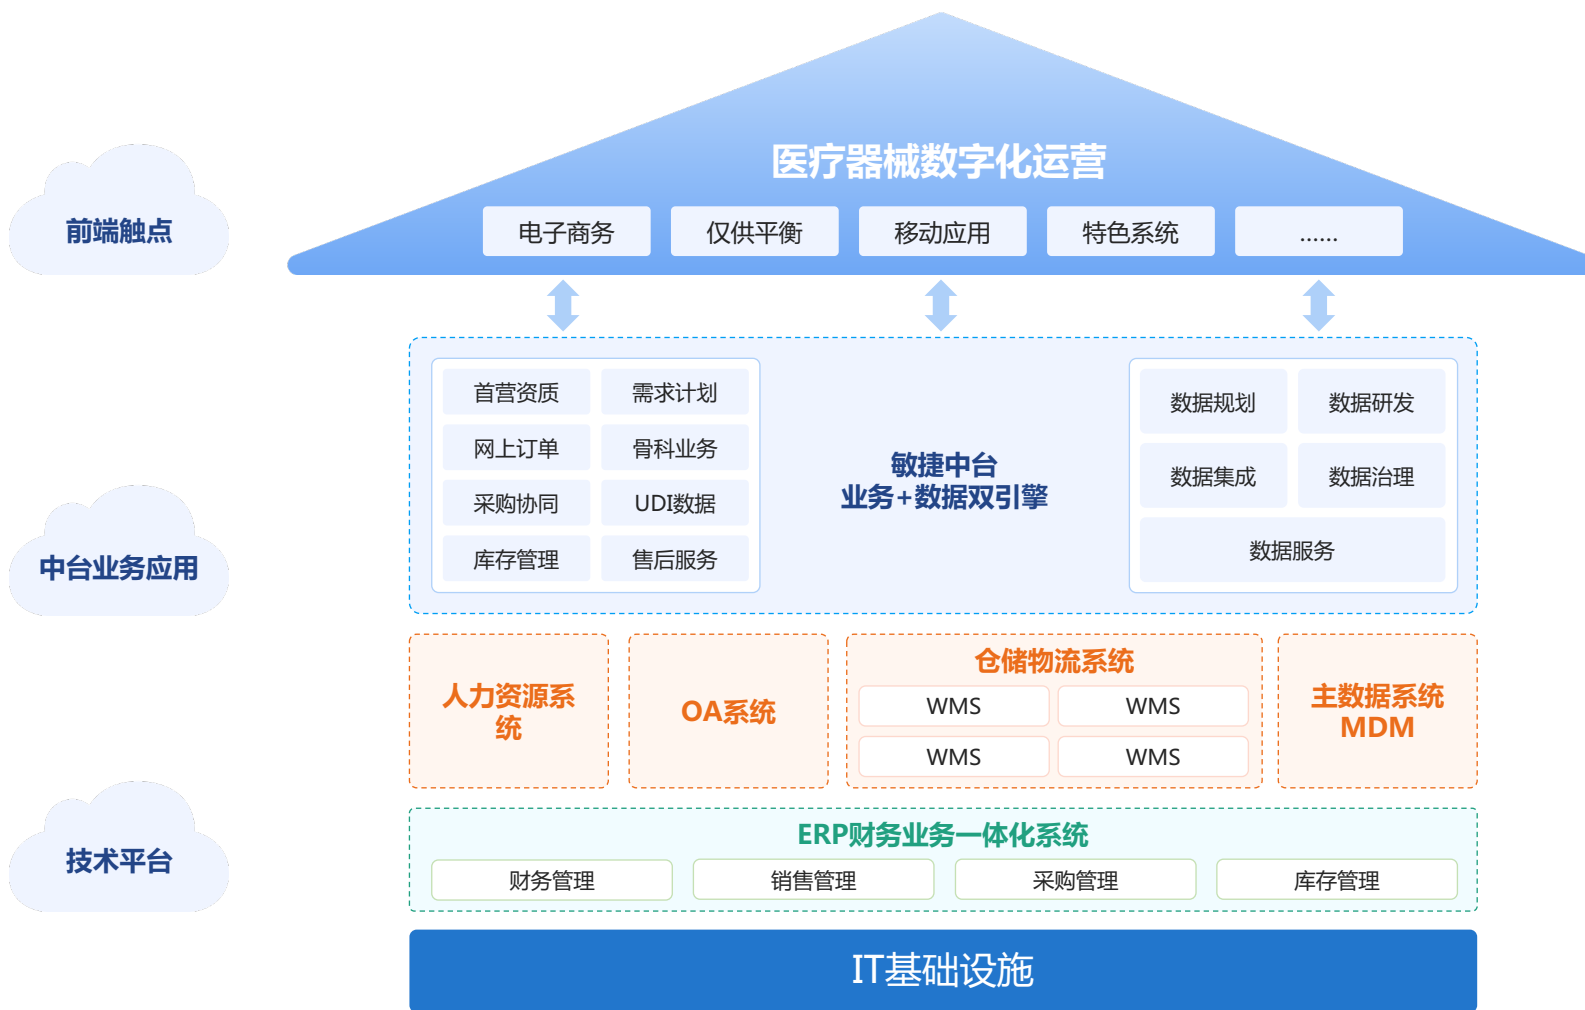 医疗器械数字化运营
前端触点
电子商务
仅供平衡
移动应用
特色系统
......
首营资质
需求计划
网上订单
骨科业务
采购协同
UDI数据
库存管理
售后服务
敏捷中台
业务+数据双引擎
数据规划
数据研发
数据集成
数据治理
数据服务
中台业务应用
人力资源系
统
OA系统
仓储物流系统
WMS
WMS
WMS
WMS
主数据系统
MDM
技术平台
ERP财务业务一体化系统
财务管理
销售管理
采购管理
库存管理
IT基础设施